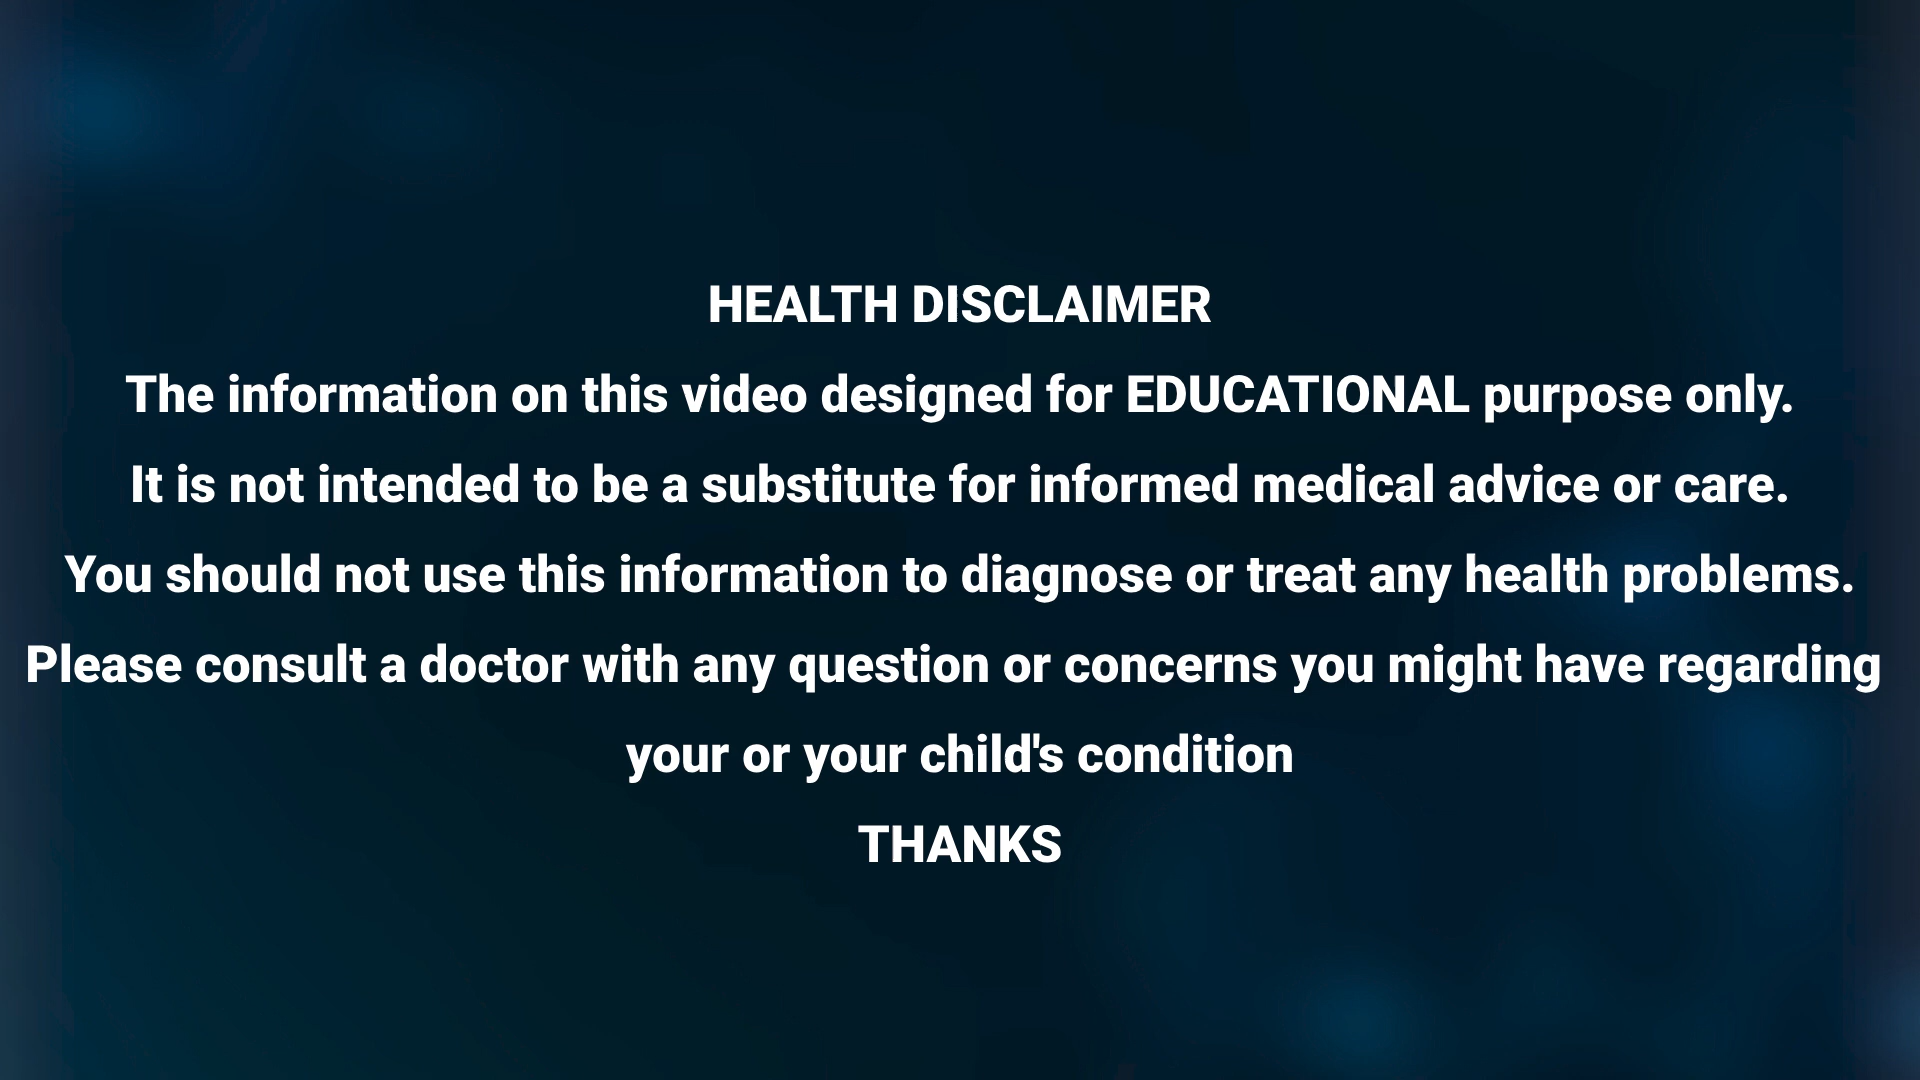 HEALTH DISCLAIMER
The information on this video designed for EDUCATIONAL purpose only.
It is not intended to be a substitute for informed medical advice or care.
You should not use this information to diagnose or treat any health problems.
Please consult a doctor with any question or concerns you might have regarding
your or your child's condition
THANKS